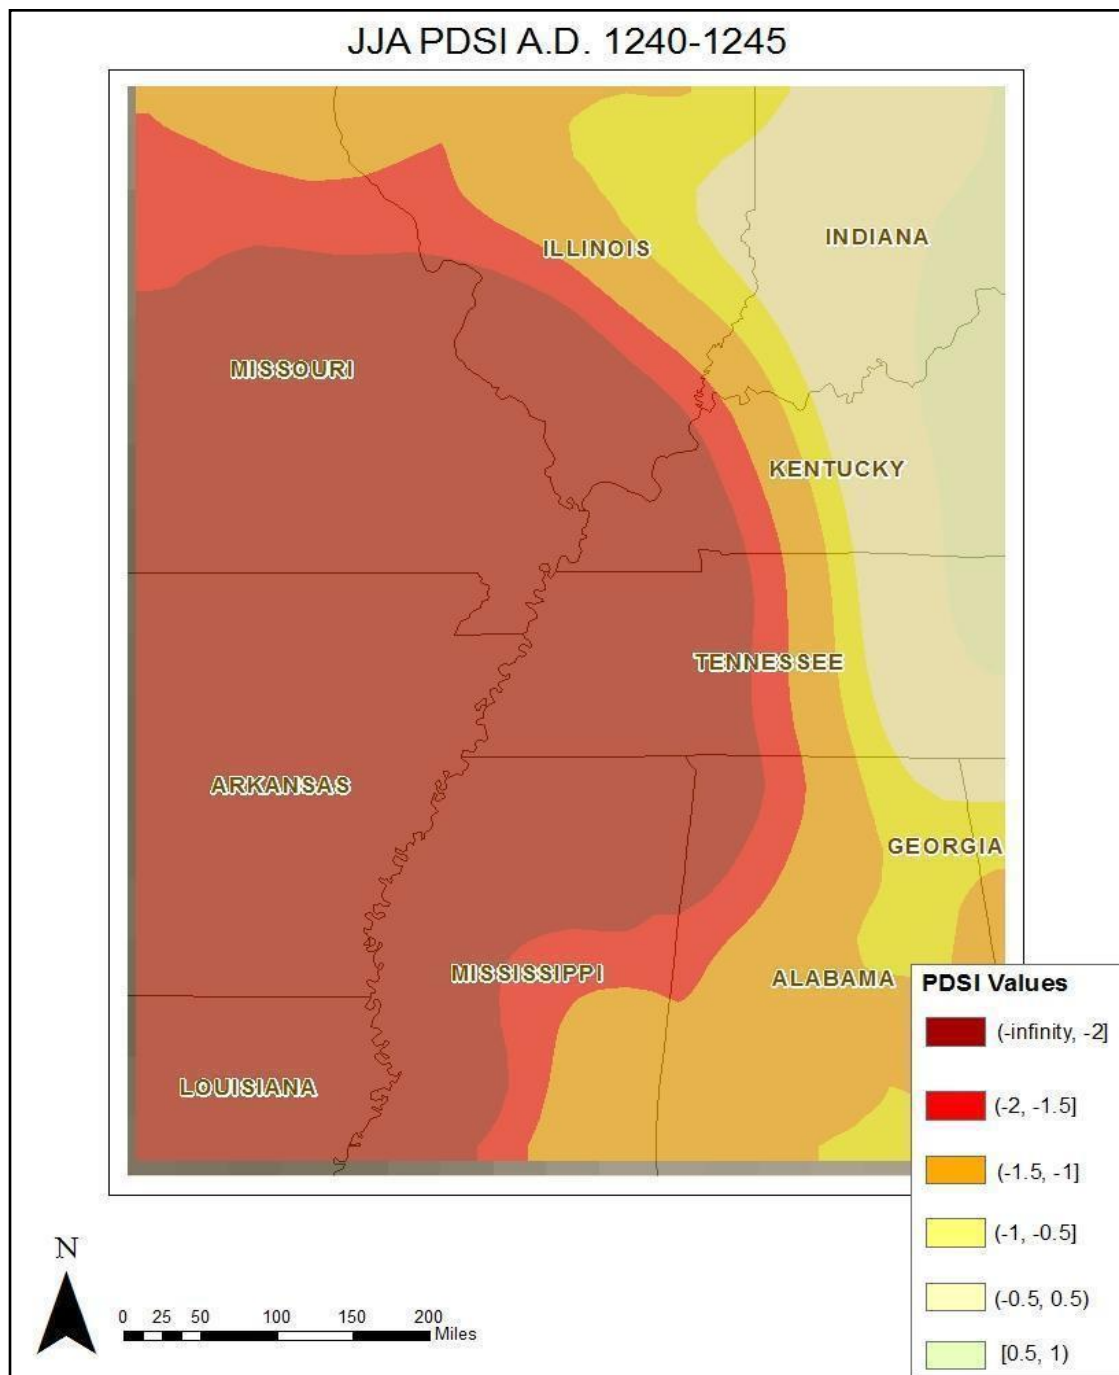 JJA PDSI A.D. 1240-1245
INDIANA
ILLINOIS
MISSOURI
KENTUCKY
TENNESSEE
ARKANSAS
GEORGIA
MISSISSIPPI
ALABAMA
LOUISIANA
PDSI Values
(-infinity, -2]
(-2, -1.5]
(-1.5, -1]
(-1, -0.5]
(-0.5, 0.5)
[0.5, 1)
N
0 25 50 100 150 200
Miles